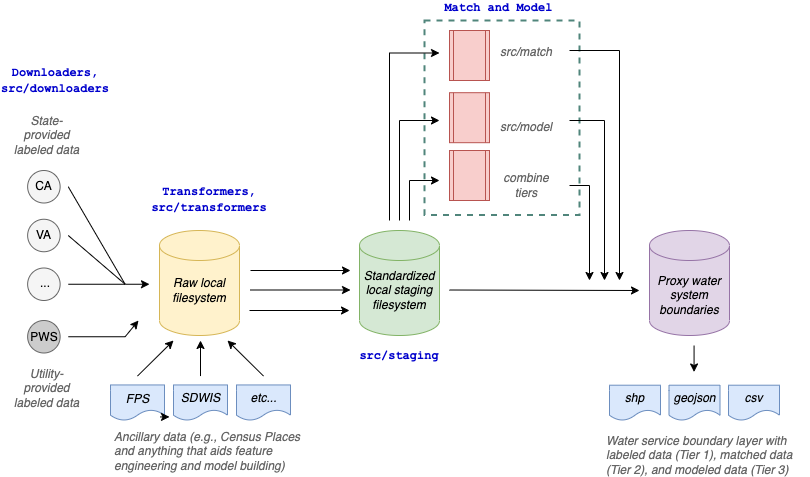 Match and Model
Downloaders,
src/downloaders
State-
provided
labeled data
CA
VA
...
PWS
Utility-
provided
labeled data
Transformers,
src/transformers
Raw local
filesystem
FPS
SDWIS
etc...
Ancillary data (e.g., Census Places
and anything that aids feature
engineering and model building)
src/match
src/model
combine
tiers
Standardized
local staging
filesystem
src/staging
Proxy water
system
boundaries
shp
geojson
csv
Water service boundary layer with
labeled data (Tier 1), matched data
(Tier 2), and modeled data (Tier 3)